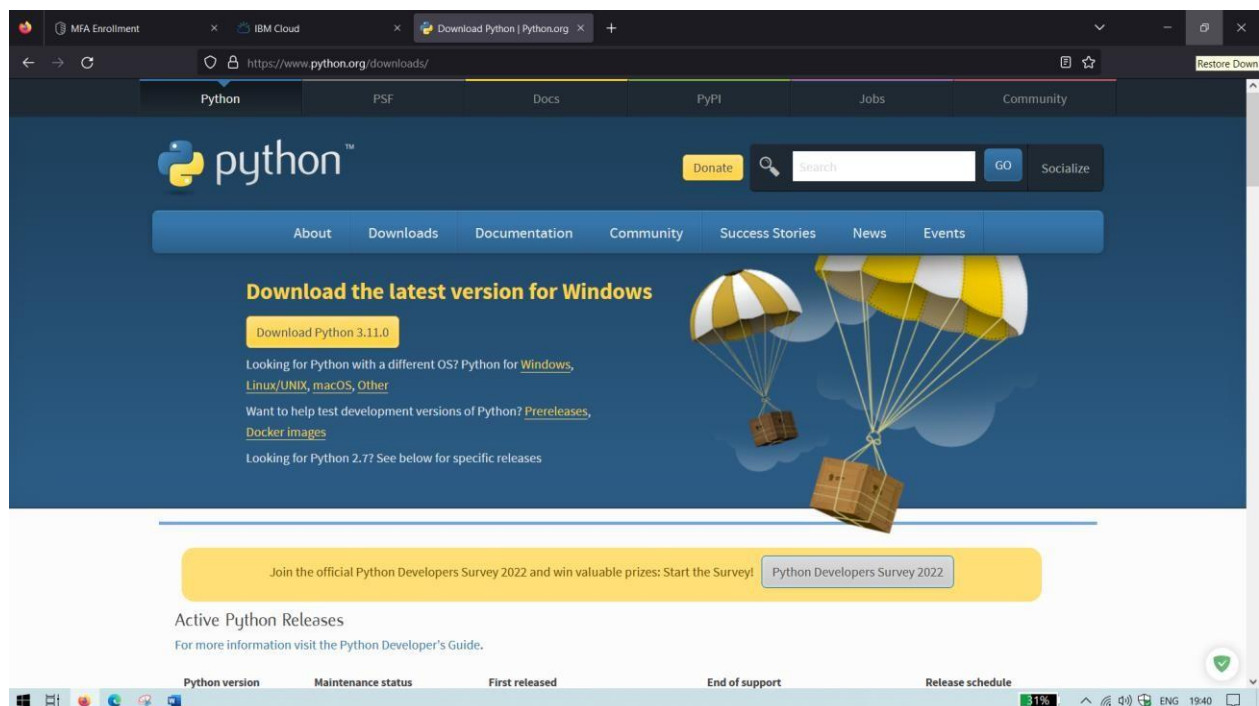 MFA Enrollment
IBM Cloud
Download Python | Python.org
https://www.python.org/downloads/
Restore Down
Python PSF Docs PyPI Jobs Community
python™
Donate Search GO Socialize
About Downloads Documentation Community Success Stories News Events
Download the latest version for Windows
Download Python 3.11.0
Looking for Python with a different OS? Python for Windows,
Linux/UNIX, macOS, Other
Want to help test development versions of Python? Prereleases,
Docker images
Looking for Python 2.7? See below for specific releases
Join the official Python Developers Survey 2022 and win valuable prizes: Start the Survey! Python Developers Survey 2022
Active Python Releases
For more information visit the Python Developer's Guide.
Python version Maintenance status First released End of support Release schedule
31% ENG 19:40